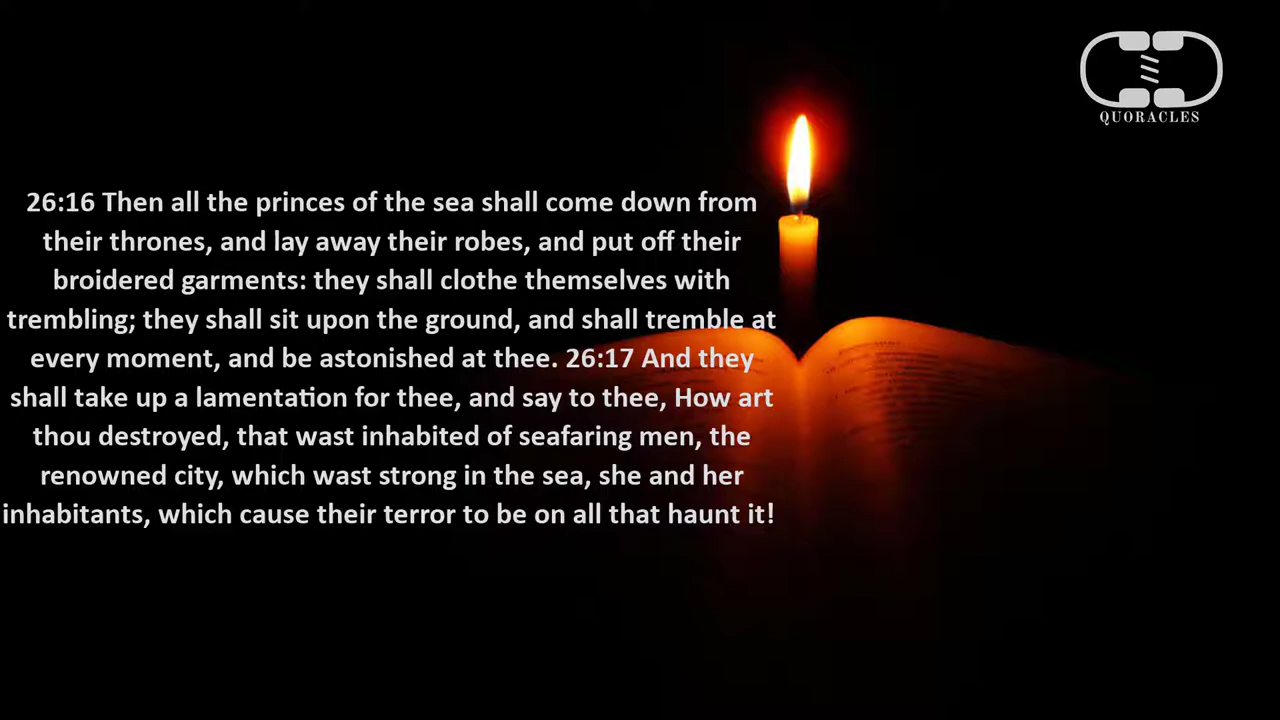 QUORACLES
26:16 Then all the princes of the sea shall come down from
their thrones, and lay away their robes, and put off their
broidered garments: they shall clothe themselves with
trembling; they shall sit upon the ground, and shall tremble at
every moment, and be astonished at thee. 26:17 And they
shall take up a lamentation for thee, and say to thee, How art
thou destroyed, that wast inhabited of seafaring men, the
renowned city, which wast strong in the sea, she and her
inhabitants, which cause their terror to be on all that haunt it!